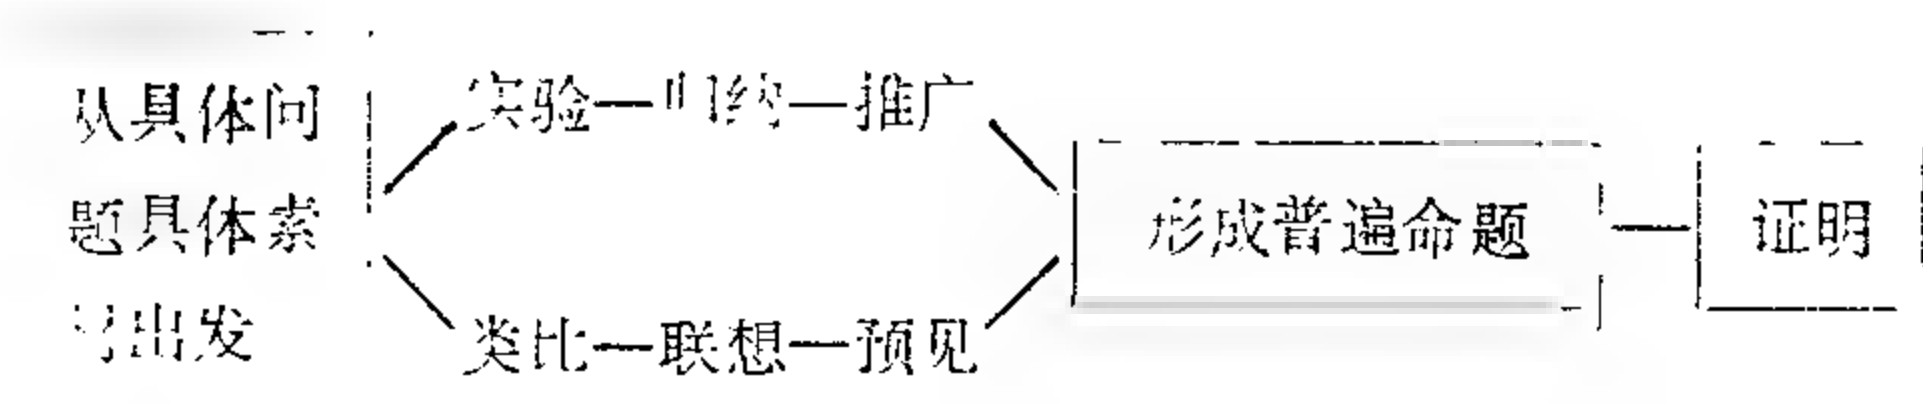 从具体问
题具体索
出发
实验—归纳—推广
类比—联想—预见
形成普遍命题
证明